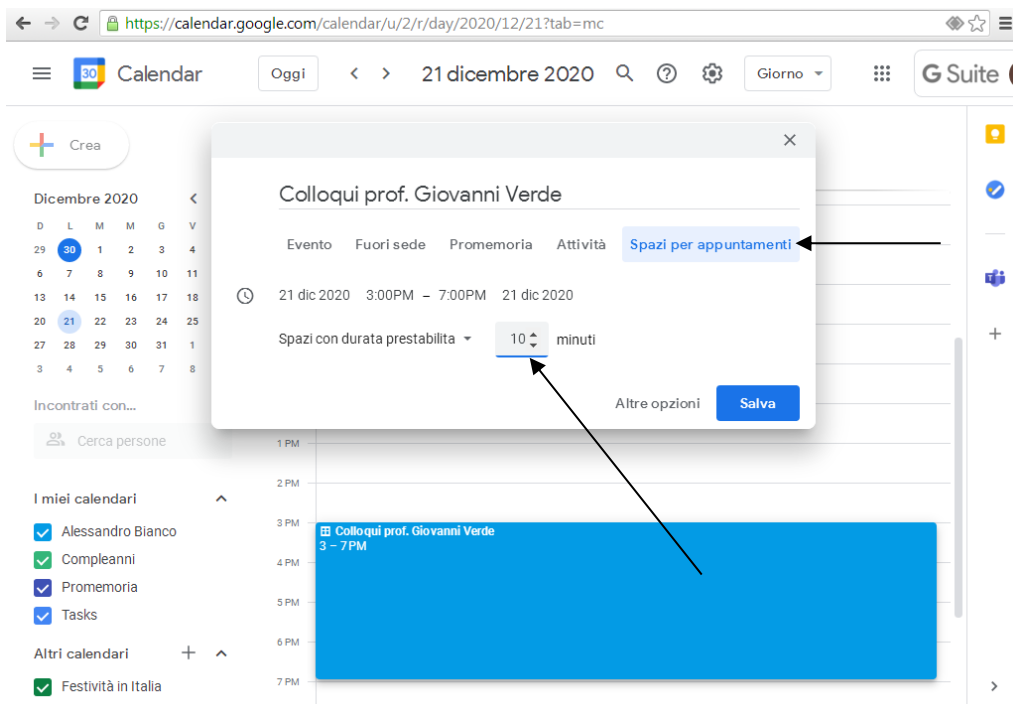 https://calendar.google.com/calendar/u/2/r/day/2020/12/21?tab=mc
30 Calendar Oggi 21 dicembre 2020 Giorno G Suite
Crea
Colloqui prof. Giovanni Verde
Evento Fuori sede Promemoria Attività Spazi per appuntamenti
21 dic 2020 3:00PM – 7:00PM 21 dic 2020
Spazi con durata prestabilita 10 minuti
Altre opzioni Salva
Dicembre 2020
D L M M G V
29 30 1 2 3 4
6 7 8 9 10 11
13 14 15 16 17 18
20 21 22 23 24 25
27 28 29 30 31 1
3 4 5 6 7 8
Incontrati con...
Cerca persone
I miei calendari
Alessandro Bianco
Compleanni
Promemoria
Tasks
Altri calendari
Festività in Italia
1 PM
2 PM
3 PM
Colloqui prof. Giovanni Verde
3 – 7PM
4 PM
5 PM
6 PM
7 PM